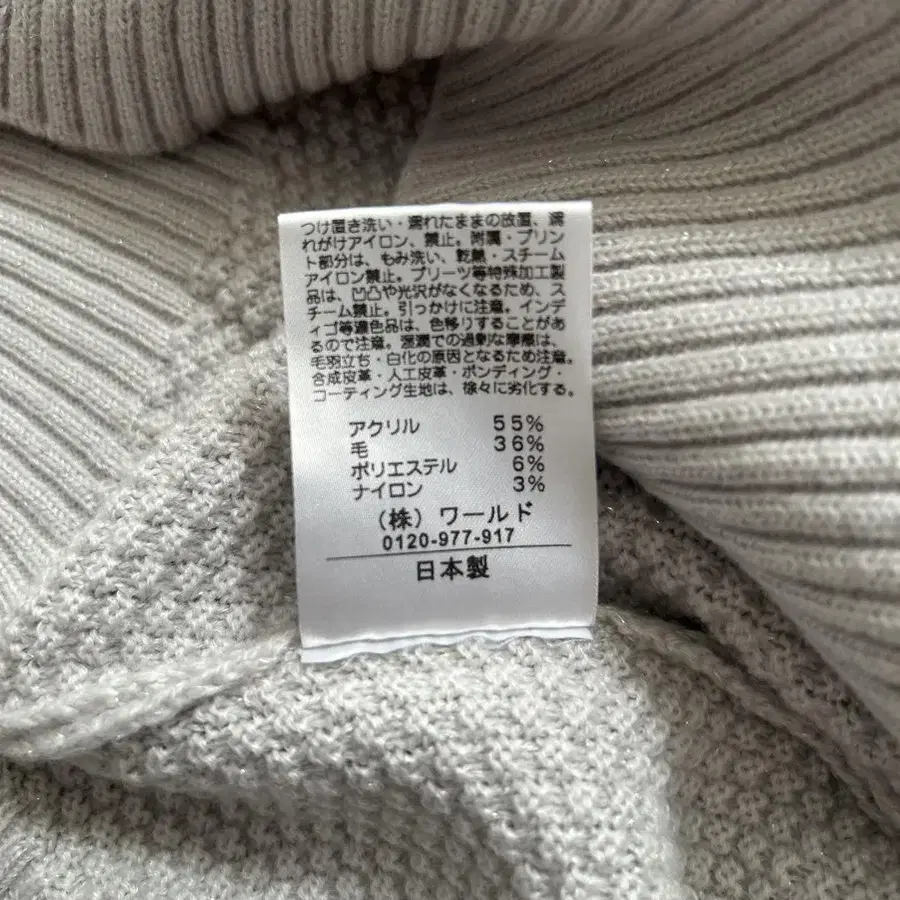 つけ置き洗い・濡れたままの放置、濡
れがけアイロン、禁止。附属・プリン
ト部分は、もみ洗い、乾熱・スチーム
アイロン禁止。プリーツ等特殊加工製
品は、凹凸や光沢がなくなるため、ス
チーム禁止。引っかけに注意。インデ
ィゴ等濃色品は、色移りすることがあ
るので注意。湿潤での過剰な摩擦は、
毛羽立ち・白化の原因となるため注意。
合成皮革・人工皮革・ボンディング・
コーティング生地は、徐々に劣化する。
アクリル 55%
毛 36%
ポリエステル 6%
ナイロン 3%
(株) ワールド
0120-977-917
日本製